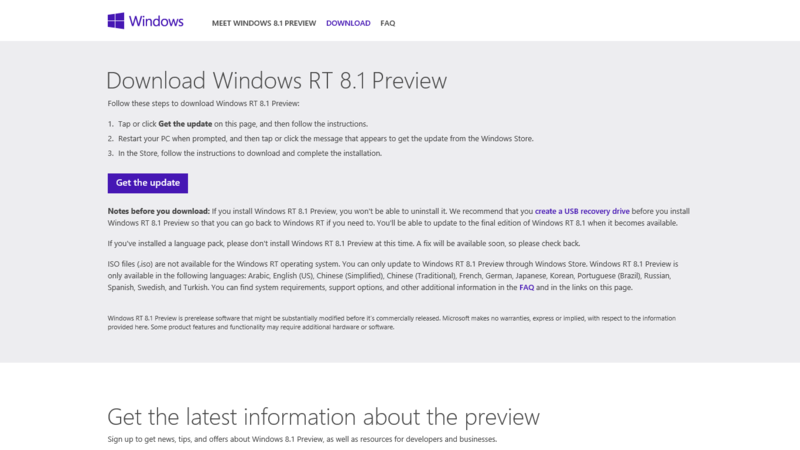 Windows
MEET WINDOWS 8.1 PREVIEW DOWNLOAD FAQ
Download Windows RT 8.1 Preview
Follow these steps to download Windows RT 8.1 Preview:
1. Tap or click Get the update on this page, and then follow the instructions.
2. Restart your PC when prompted, and then tap or click the message that appears to get the update from the Windows Store.
3. In the Store, follow the instructions to download and complete the installation.
Get the update
Notes before you download: If you install Windows RT 8.1 Preview, you won't be able to uninstall it. We recommend that you create a USB recovery drive before you install
Windows RT 8.1 Preview so that you can go back to Windows RT if you need to. You'll be able to update to the final edition of Windows RT 8.1 when it becomes available.
If you've installed a language pack, please don't install Windows RT 8.1 Preview at this time. A fix will be available soon, so please check back.
ISO files (.iso) are not available for the Windows RT operating system. You can only update to Windows RT 8.1 Preview through Windows Store. Windows RT 8.1 Preview is
only available in the following languages: Arabic, English (US), Chinese (Simplified), Chinese (Traditional), French, German, Japanese, Korean, Portuguese (Brazil), Russian,
Spanish, Swedish, and Turkish. You can find system requirements, support options, and other additional information in the FAQ and in the links on this page.
Windows RT 8.1 Preview is prerelease software that might be substantially modified before it's commercially released. Microsoft makes no warranties, express or implied, with respect to the information
provided here. Some product features and functionality may require additional hardware or software.
Get the latest information about the preview
Sign up to get news, tips, and offers about Windows 8.1 Preview, as well as resources for developers and businesses.